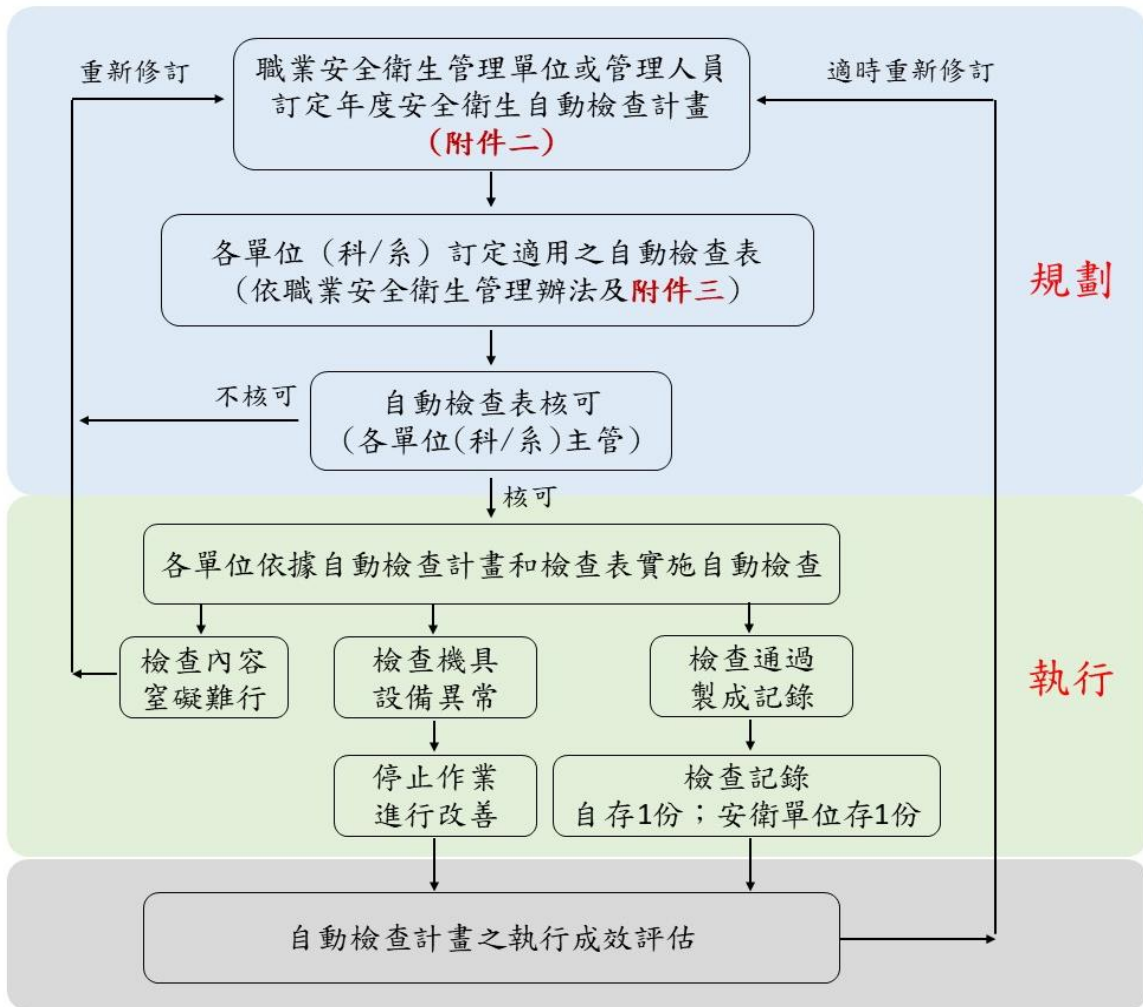 重新修訂
職業安全衛生管理單位或管理人員
訂定年度安全衛生自動檢查計畫
(附件二)
適時重新修訂
各單位（科/系）訂定適用之自動檢查表
（依職業安全衛生管理辦法及附件三）
規劃
不核可
自動檢查表核可
(各單位(科/系)主管)
核可
各單位依據自動檢查計畫和檢查表實施自動檢查
檢查內容
窒礙難行
檢查機具
設備異常
檢查通過
製成記錄
執行
停止作業
進行改善
檢查記錄
自存1份；安衛單位存1份
自動檢查計畫之執行成效評估